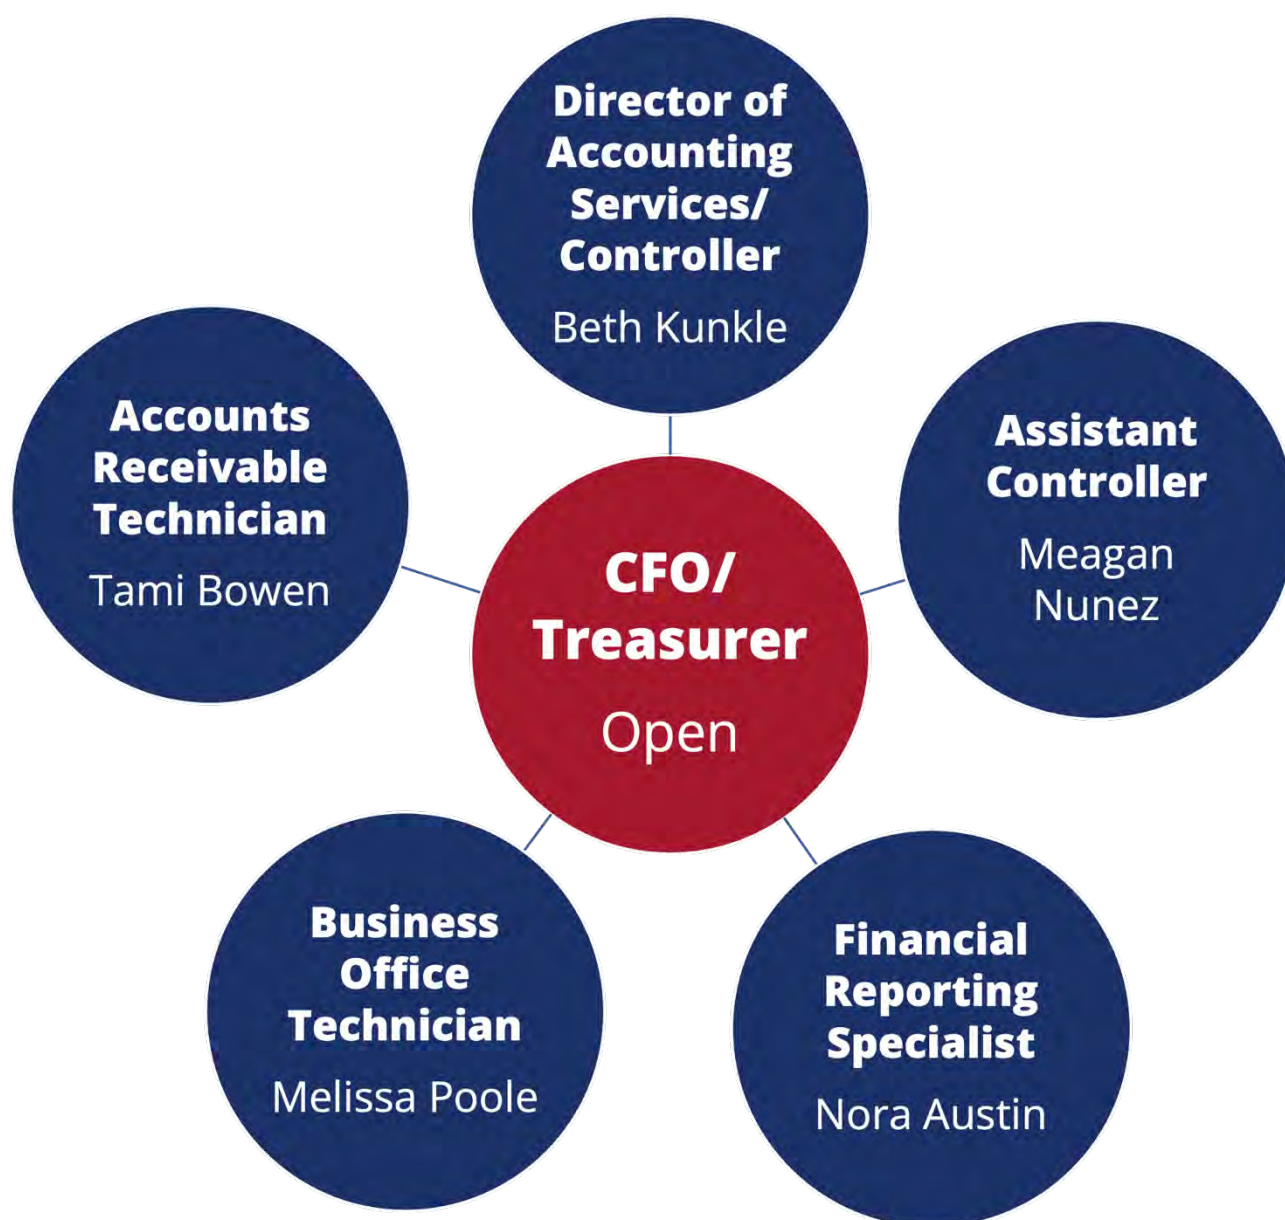 Director of
Accounting
Services/
Controller
Beth Kunkle
Accounts
Receivable
Technician
Tami Bowen
Assistant
Controller
Meagan
Nunez
CFO/
Treasurer
Open
Business
Office
Technician
Melissa Poole
Financial
Reporting
Specialist
Nora Austin